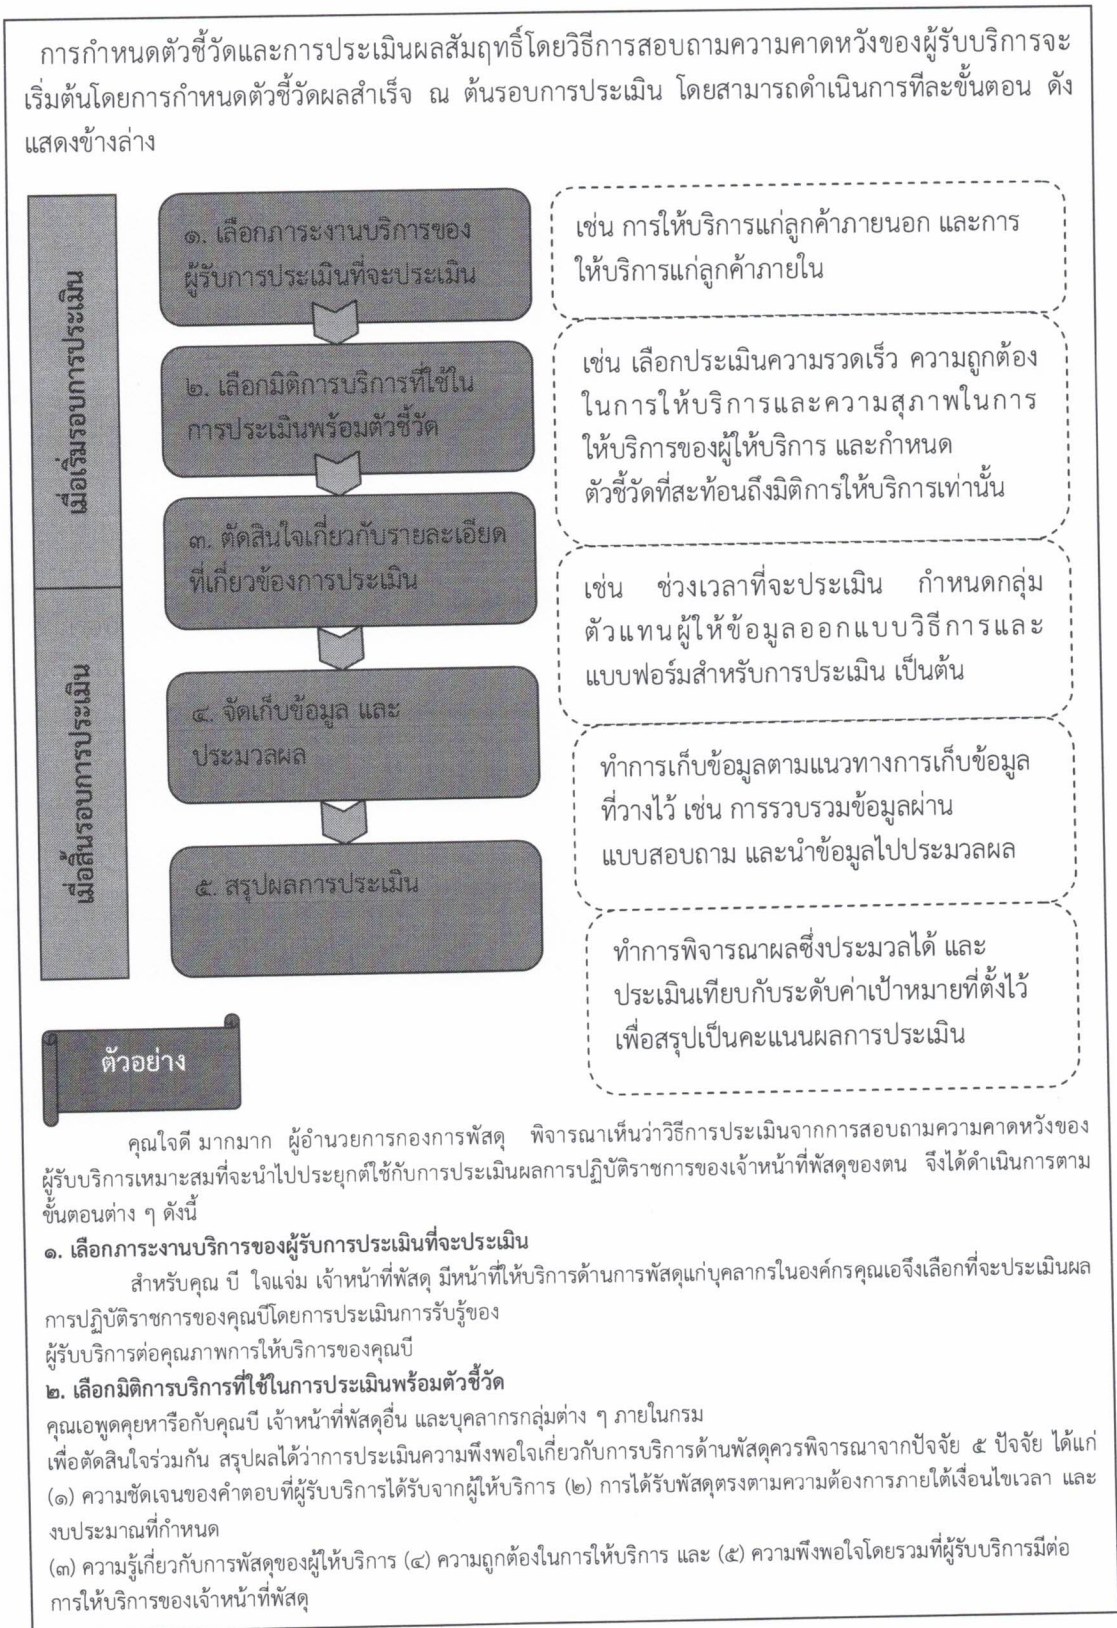 การกำหนดตัวชี้วัดและการประเมินผลสัมฤทธิ์โดยวิธีการสอบถามความคาดหวังของผู้รับบริการจะ
เริ่มต้นโดยการกำหนดตัวชี้วัดผลสำเร็จ ณ ต้นรอบการประเมิน โดยสามารถดำเนินการทีละขั้นตอน ดัง
แสดงข้างล่าง
เมื่อเริ่มรอบการประเมิน
๑. เลือกภาระงานบริการของ
ผู้รับการประเมินที่จะประเมิน
เช่น การให้บริการแก่ลูกค้าภายนอก และการ
ให้บริการแก่ลูกค้าภายใน
๒. เลือกมิติการบริการที่ใช้ใน
การประเมินพร้อมตัวชี้วัด
เช่น เลือกประเมินความรวดเร็ว ความถูกต้อง
ในการให้บริการและความสุภาพในการ
ให้บริการของผู้ให้บริการ และกำหนด
ตัวชี้วัดที่สะท้อนถึงมิติการให้บริการเท่านั้น
๓. ตัดสินใจเกี่ยวกับรายละเอียด
ที่เกี่ยวข้องการประเมิน
เช่น ช่วงเวลาที่จะประเมิน กำหนดกลุ่ม
ตัวแทนผู้ให้ข้อมูลออกแบบวิธีการและ
แบบฟอร์มสำหรับการประเมิน เป็นต้น
เมื่อสิ้นรอบการประเมิน
๔. จัดเก็บข้อมูล และ
ประมวลผล
ทำการเก็บข้อมูลตามแนวทางการเก็บข้อมูล
ที่วางไว้ เช่น การรวบรวมข้อมูลผ่าน
แบบสอบถาม และนำข้อมูลไปประมวลผล
๕. สรุปผลการประเมิน
ทำการพิจารณาผลซึ่งประมวลได้ และ
ประเมินเทียบกับระดับค่าเป้าหมายที่ตั้งไว้
เพื่อสรุปเป็นคะแนนผลการประเมิน
ตัวอย่าง
คุณใจดี มากมาก ผู้อำนวยการกองการพัสดุ พิจารณาเห็นว่าวิธีการประเมินจากการสอบถามความคาดหวังของ
ผู้รับบริการเหมาะสมที่จะนำไปประยุกต์ใช้กับการประเมินผลการปฏิบัติราชการของเจ้าหน้าที่พัสดุของตน จึงได้ดำเนินการตาม
ขั้นตอนต่าง ๆ ดังนี้
๑. เลือกภาระงานบริการของผู้รับการประเมินที่จะประเมิน
สำหรับคุณ บี ใจแจ่ม เจ้าหน้าที่พัสดุ มีหน้าที่ให้บริการด้านการพัสดุแก่บุคลากรในองค์กรคุณเอจึงเลือกที่จะประเมินผล
การปฏิบัติราชการของคุณบีโดยการประเมินการรับรู้ของ
ผู้รับบริการต่อคุณภาพการให้บริการของคุณบี
๒. เลือกมิติการบริการที่ใช้ในการประเมินพร้อมตัวชี้วัด
คุณเอพูดคุยหารือกับคุณบี เจ้าหน้าที่พัสดุอื่น และบุคลากรกลุ่มต่าง ๆ ภายในกรม
เพื่อตัดสินใจร่วมกัน สรุปผลได้ว่าการประเมินความพึงพอใจเกี่ยวกับการบริการด้านพัสดุควรพิจารณาจากปัจจัย ๕ ปัจจัย ได้แก่
(๑) ความชัดเจนของคำตอบที่ผู้รับบริการได้รับจากผู้ให้บริการ (๒) การได้รับพัสดุตรงตามความต้องการภายใต้เงื่อนไขเวลา และ
งบประมาณที่กำหนด
(๓) ความรู้เกี่ยวกับการพัสดุของผู้ให้บริการ (๔) ความถูกต้องในการให้บริการ และ (๕) ความพึงพอใจโดยรวมที่ผู้รับบริการมีต่อ
การให้บริการของเจ้าหน้าที่พัสดุ